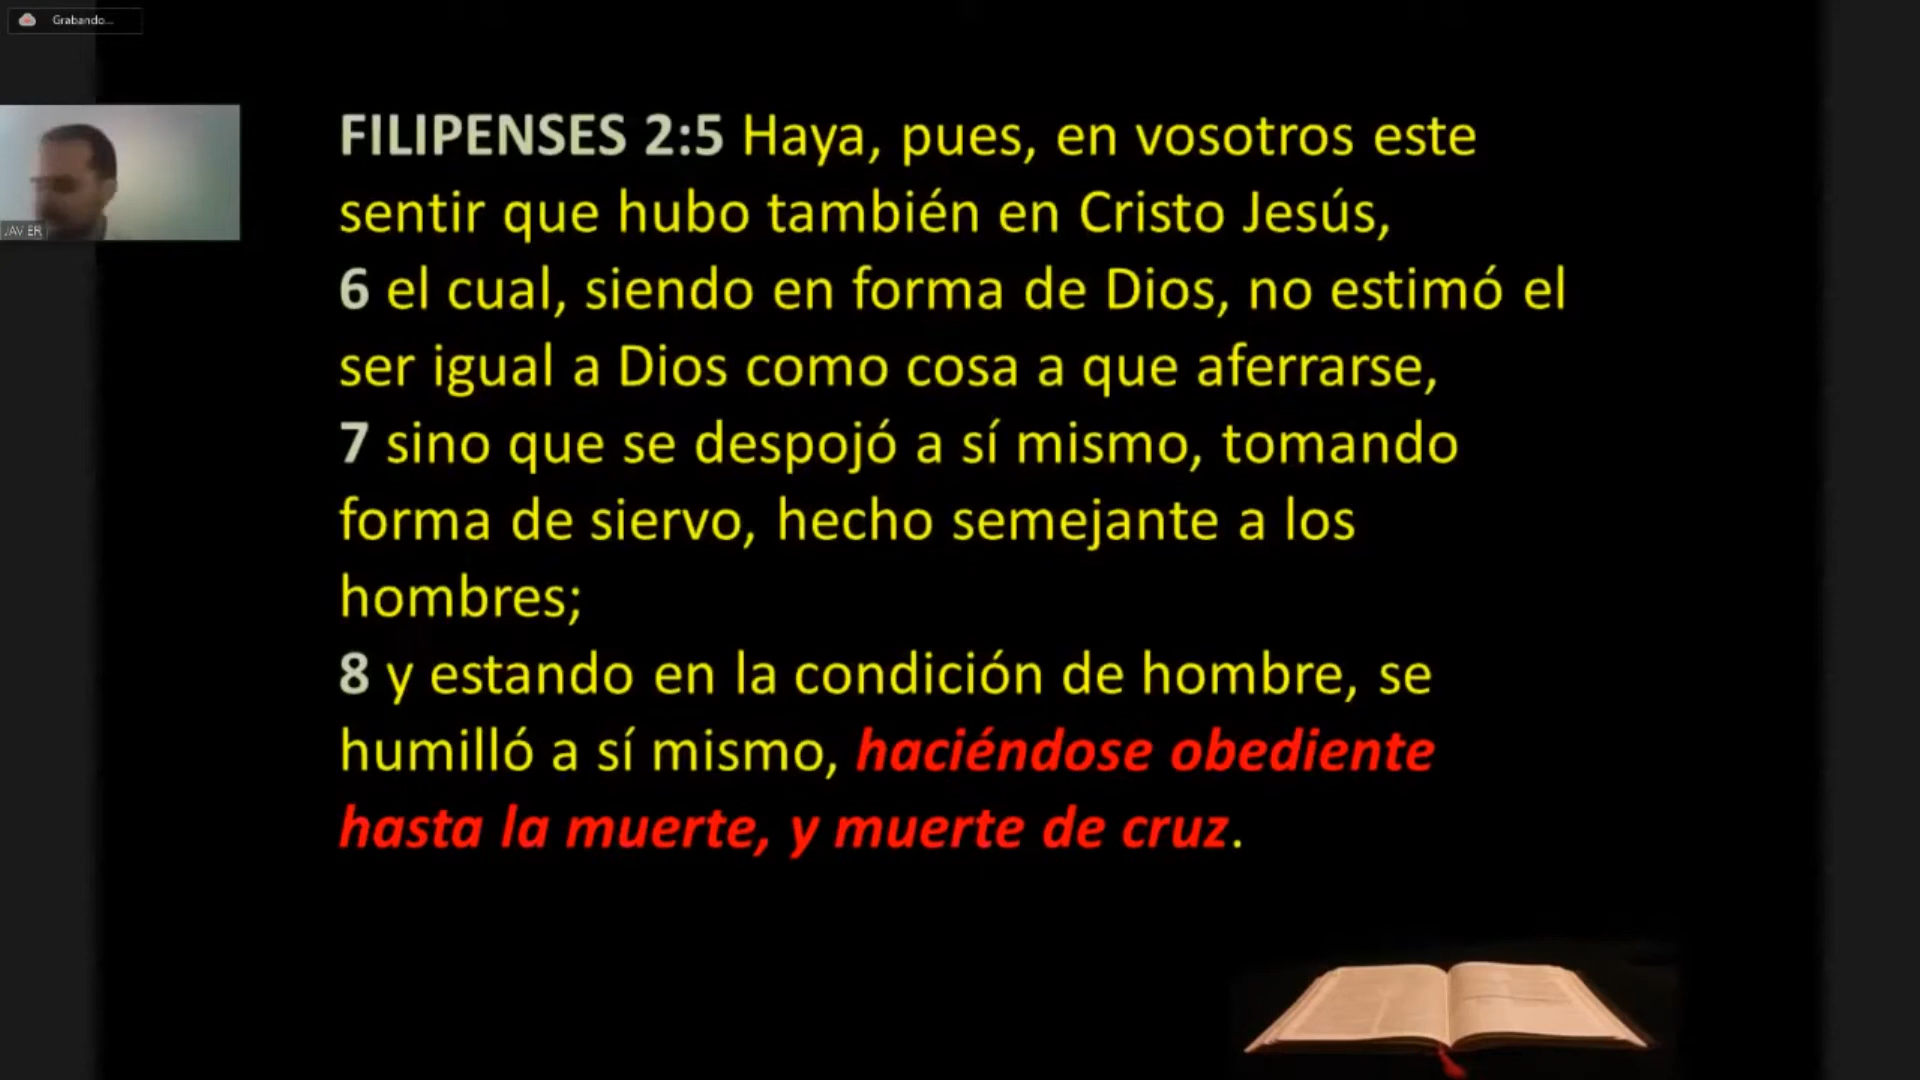 Grabando...
JAVIER
FILIPENSES 2:5 Haya, pues, en vosotros este
sentir que hubo también en Cristo Jesús,
6 el cual, siendo en forma de Dios, no estimó el
ser igual a Dios como cosa a que aferrarse,
7 sino que se despojó a sí mismo, tomando
forma de siervo, hecho semejante a los
hombres;
8 y estando en la condición de hombre, se
humilló a sí mismo, haciéndose obediente
hasta la muerte, y muerte de cruz.